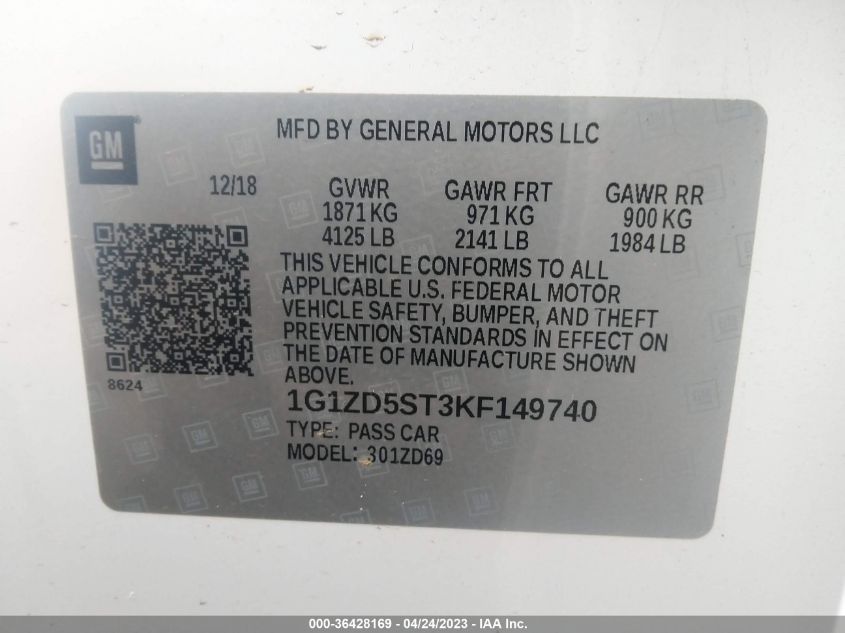 GM
MFD BY GENERAL MOTORS LLC
12/18
GVWR GAWR FRT GAWR RR
1871 KG 971 KG 900 KG
4125 LB 2141 LB 1984 LB
THIS VEHICLE CONFORMS TO ALL
APPLICABLE U.S. FEDERAL MOTOR
VEHICLE SAFETY, BUMPER, AND THEFT
PREVENTION STANDARDS IN EFFECT ON
THE DATE OF MANUFACTURE SHOWN
ABOVE.
8624
1G1ZD5ST3KF149740
TYPE: PASS CAR
MODEL: 301ZD69
000-36428169 - 04/24/2023 - IAA Inc.